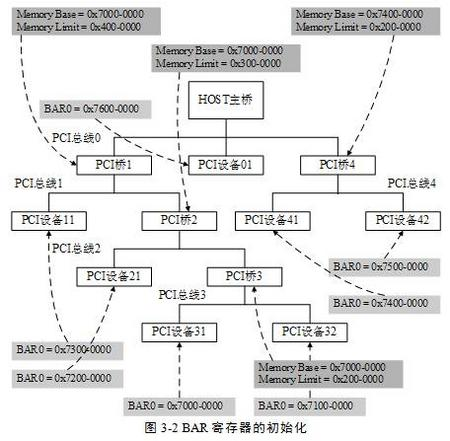 Memory Base = 0x7000-0000
Memory Limit = 0x400-0000
Memory Base = 0x7400-0000
Memory Limit = 0x200-0000
Memory Base = 0x7000-0000
Memory Limit = 0x300-0000
HOST主桥
BAR0 = 0x7600-0000
PCI总线0
PCI桥1
PCI设备01
PCI桥4
PCI总线1
PCI总线4
PCI设备11
PCI桥2
PCI设备41
PCI设备42
PCI总线2
PCI设备21
PCI桥3
BAR0 = 0x7500-0000
PCI总线3
BAR0 = 0x7400-0000
PCI设备31
PCI设备32
BAR0 = 0x7300-0000
BAR0 = 0x7200-0000
Memory Base = 0x7000-0000
Memory Limit = 0x200-0000
BAR0 = 0x7000-0000
BAR0 = 0x7100-0000
图 3-2 BAR 寄存器的初始化